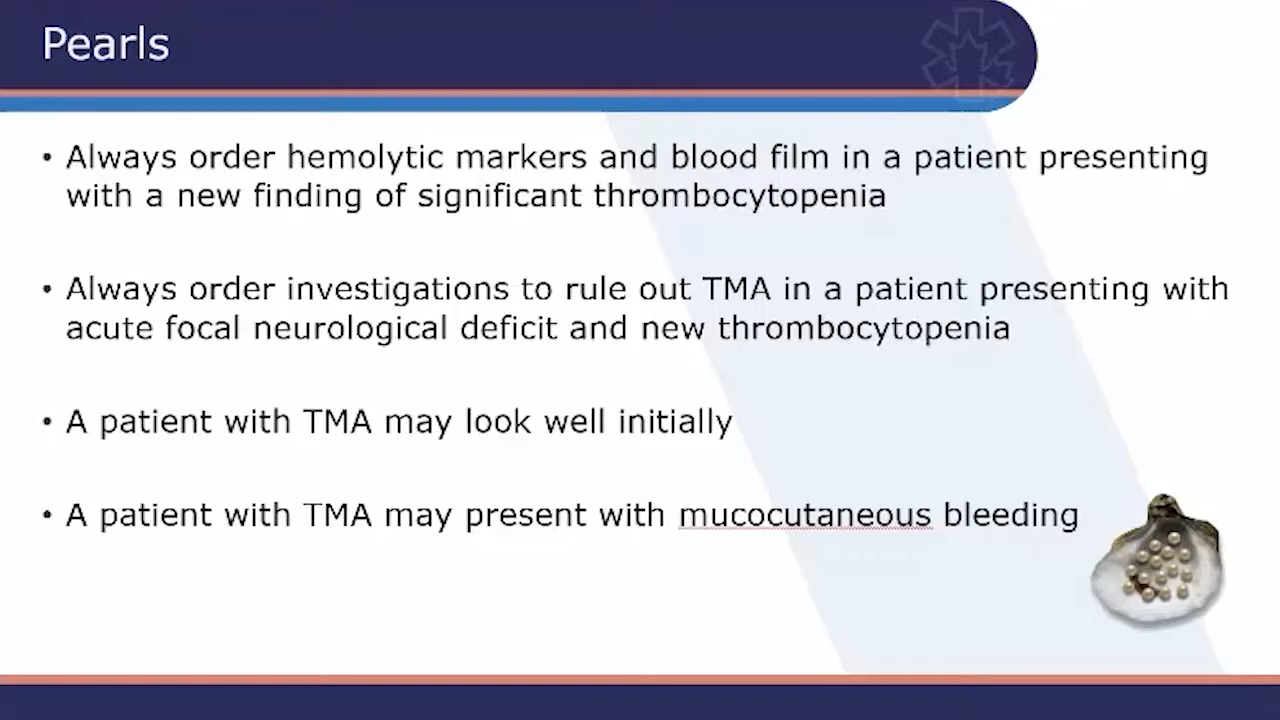 Pearls
• Always order hemolytic markers and blood film in a patient presenting
with a new finding of significant thrombocytopenia
• Always order investigations to rule out TMA in a patient presenting with
acute focal neurological deficit and new thrombocytopenia
• A patient with TMA may look well initially
• A patient with TMA may present with mucocutaneous bleeding